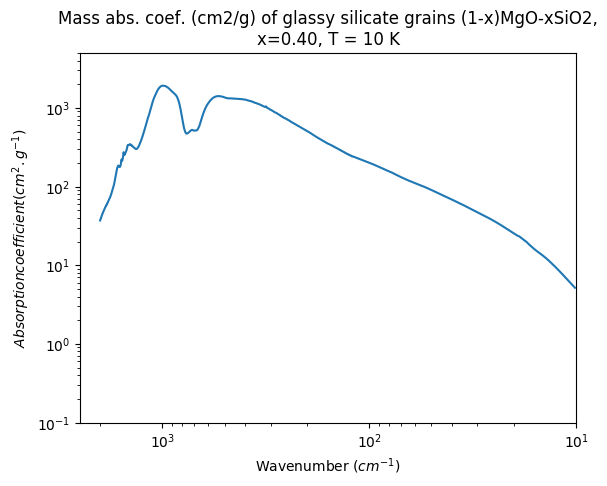 Mass abs. coef. (cm2/g) of glassy silicate grains (1-x)MgO-xSiO2,
x=0.40, T = 10 K
Absorptioncoefficient(cm².g⁻¹)
10³
10²
10¹
10⁰
10⁻¹
10³ 10² 10¹
Wavenumber (cm⁻¹)